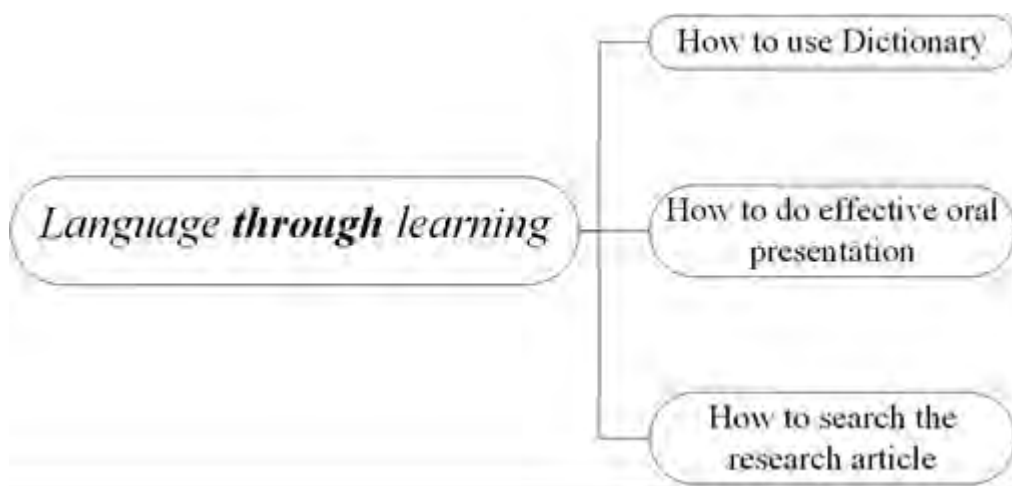 How to use Dictionary
Language through learning
How to do effective oral
presentation
How to search the
research article